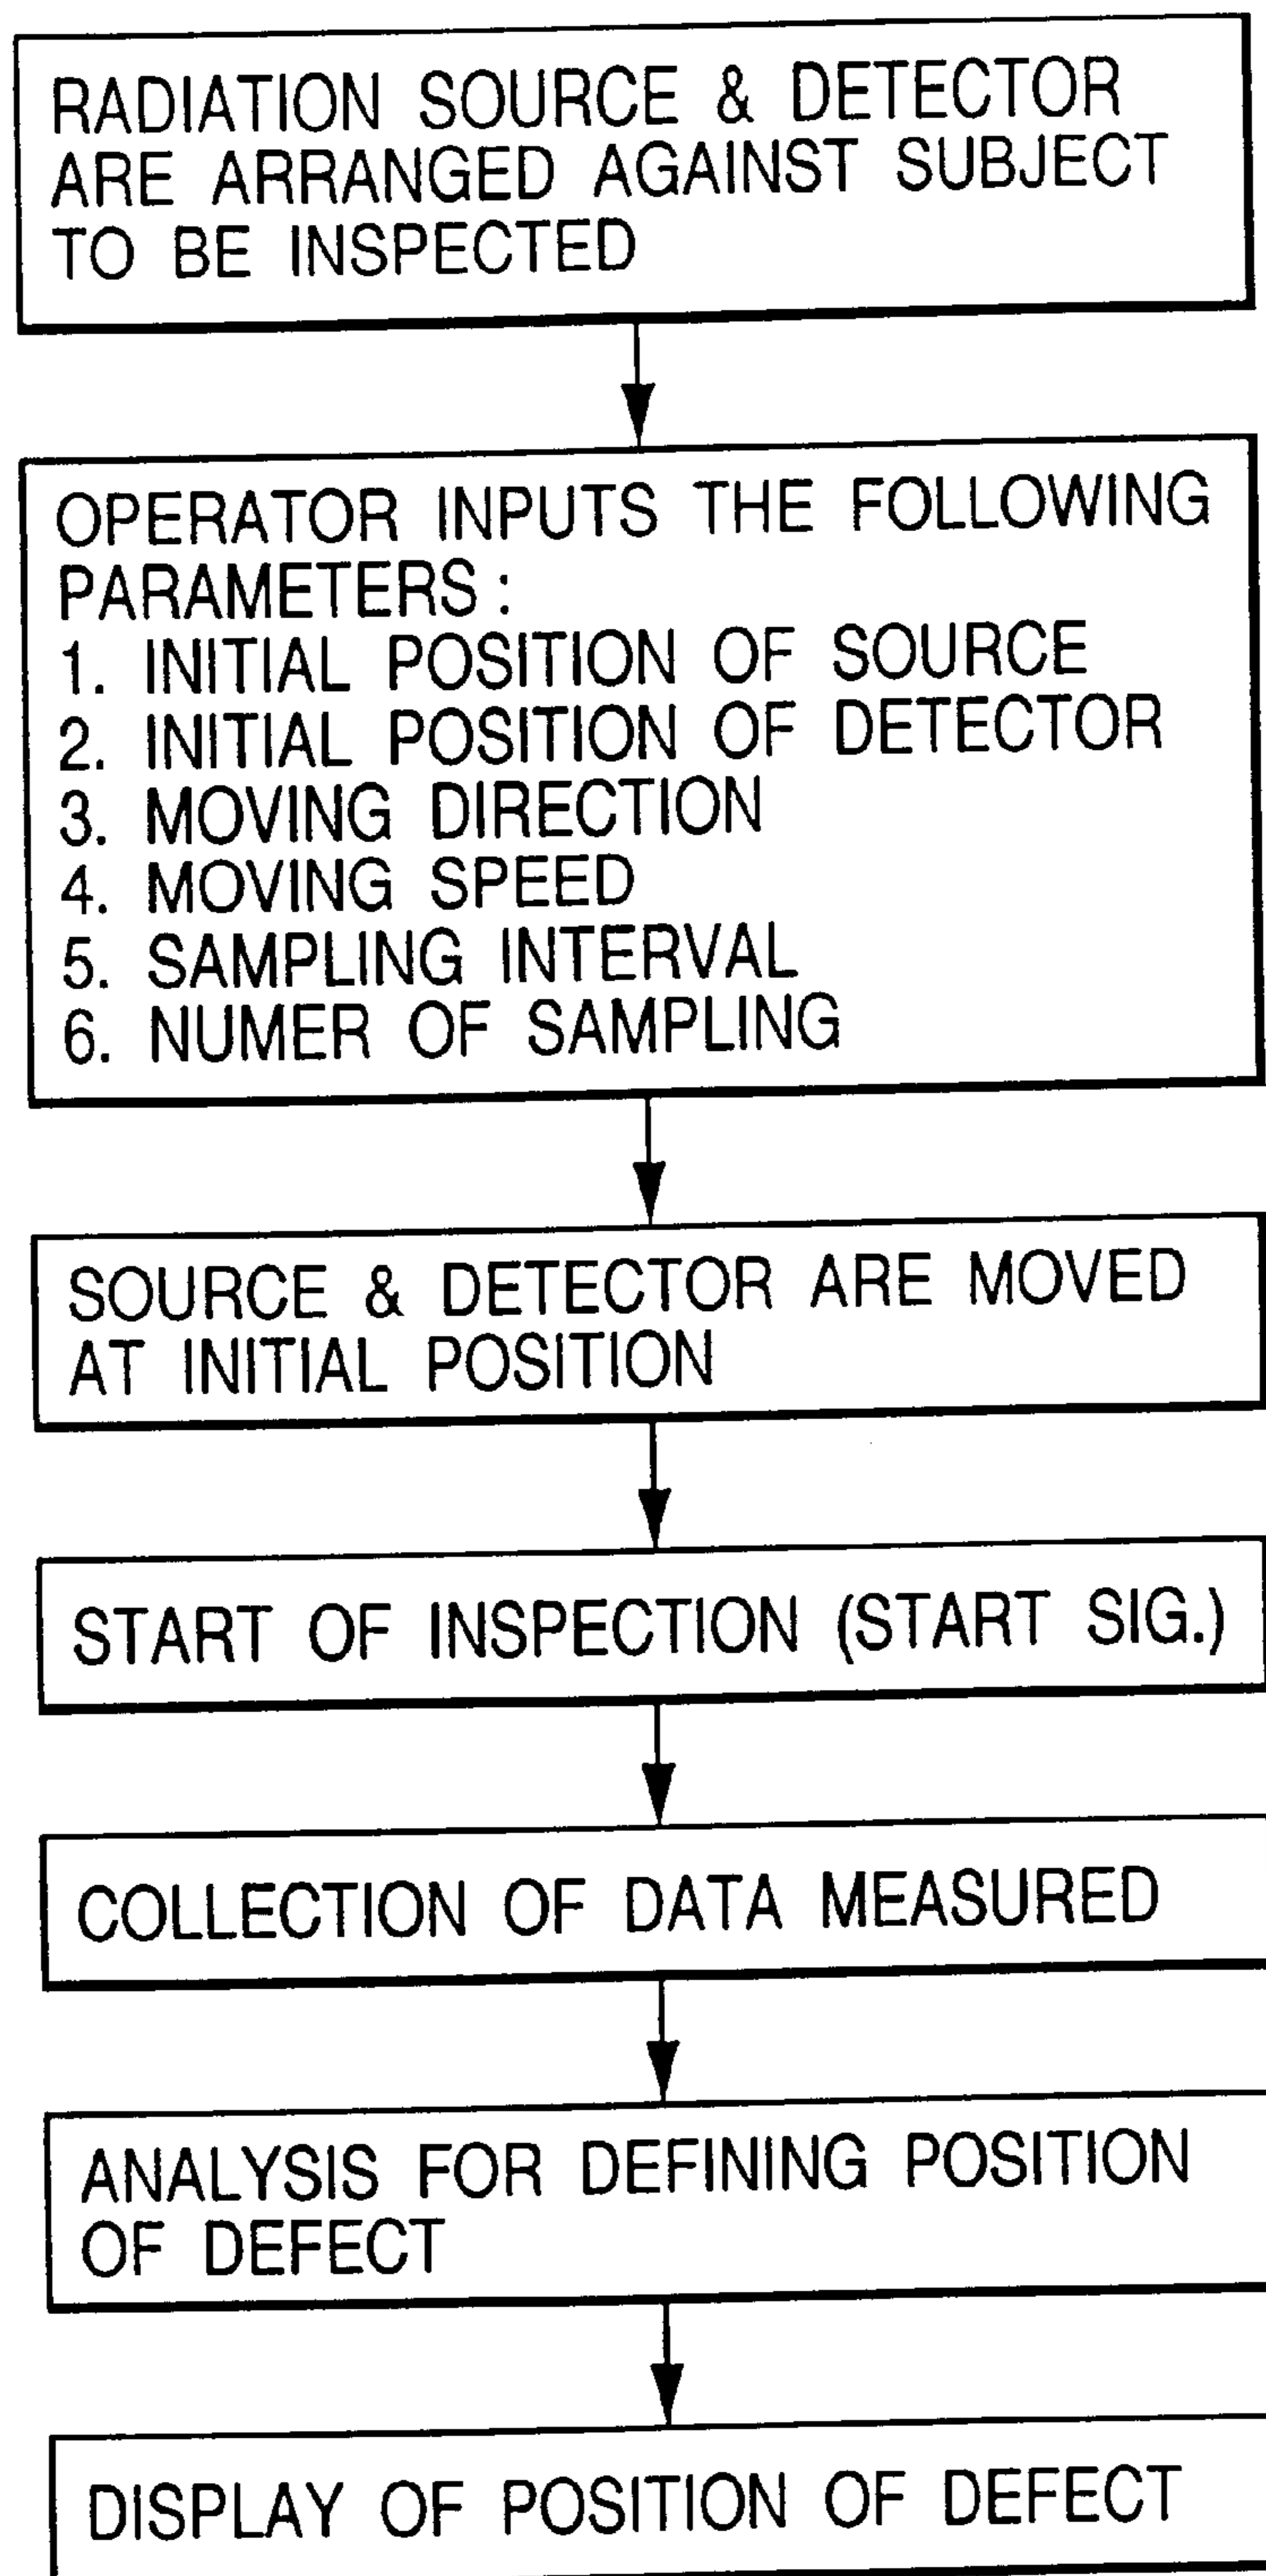 RADIATION SOURCE & DETECTOR
ARE ARRANGED AGAINST SUBJECT
TO BE INSPECTED
OPERATOR INPUTS THE FOLLOWING
PARAMETERS :
1. INITIAL POSITION OF SOURCE
2. INITIAL POSITION OF DETECTOR
3. MOVING DIRECTION
4. MOVING SPEED
5. SAMPLING INTERVAL
6. NUMER OF SAMPLING
SOURCE & DETECTOR ARE MOVED
AT INITIAL POSITION
START OF INSPECTION (START SIG.)
COLLECTION OF DATA MEASURED
ANALYSIS FOR DEFINING POSITION
OF DEFECT
DISPLAY OF POSITION OF DEFECT